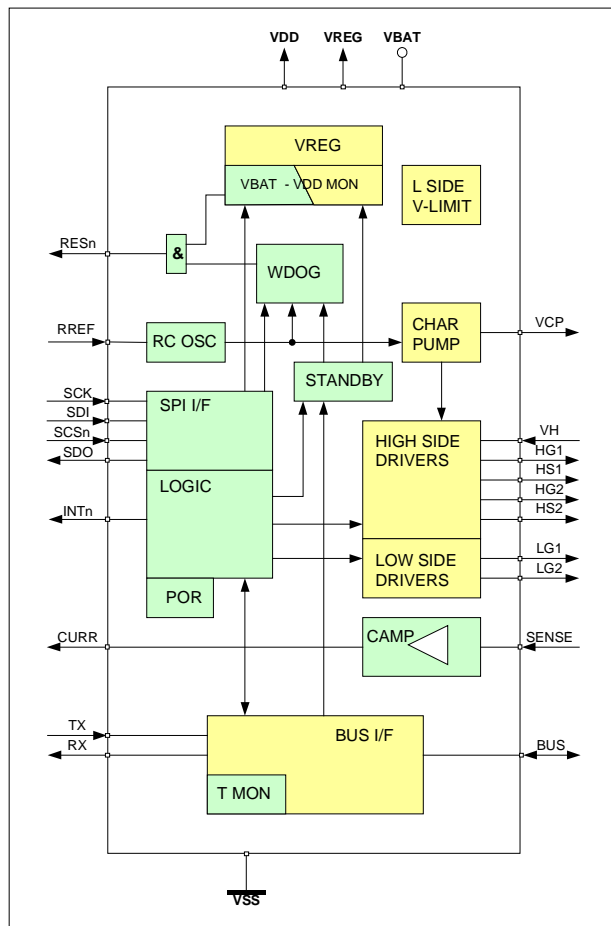 VDD VREG VBAT
VREG
VBAT - VDD MON
L SIDE
V-LIMIT
RESn
&
WDOG
RREF
RC OSC
CHAR
PUMP
VCP
STANDBY
SCK
SDI
SCSn
SDO
SPI I/F
HIGH SIDE
DRIVERS
VH
HG1
HS1
HG2
HS2
LOGIC
INTn
LOW SIDE
DRIVERS
LG1
LG2
POR
CURR
CAMP
SENSE
TX
RX
BUS I/F
BUS
T MON
VSS